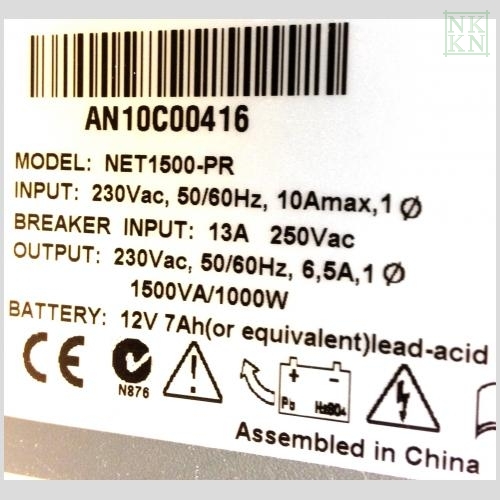 NK
KN
AN10C00416
MODEL: NET1500-PR
INPUT: 230Vac, 50/60Hz, 10Amax,1 Ø
BREAKER INPUT: 13A 250Vac
OUTPUT: 230Vac, 50/60Hz, 6,5A,1 Ø
1500VA/1000W
BATTERY: 12V 7Ah(or equivalent)lead-acid
CE
N876
Pb H2SO4
Assembled in China